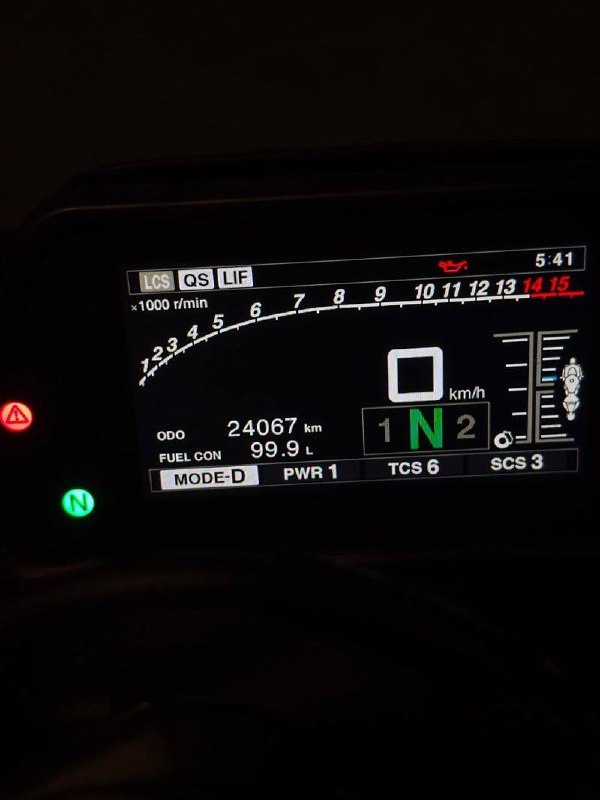 LCS QS LIF 5:41
×1000 r/min
1 2 3 4 5 6 7 8 9 10 11 12 13 14 15
0 km/h
ODO 24067 km
1 N 2
FUEL CON 99.9 L
MODE-D PWR 1 TCS 6 SCS 3
N